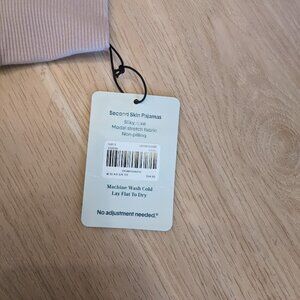 Second Skin Pajamas
Silky, luxe
Modal stretch fabric
Non-pilling
Machine Wash Cold
Lay Flat To Dry
No adjustment needed.®